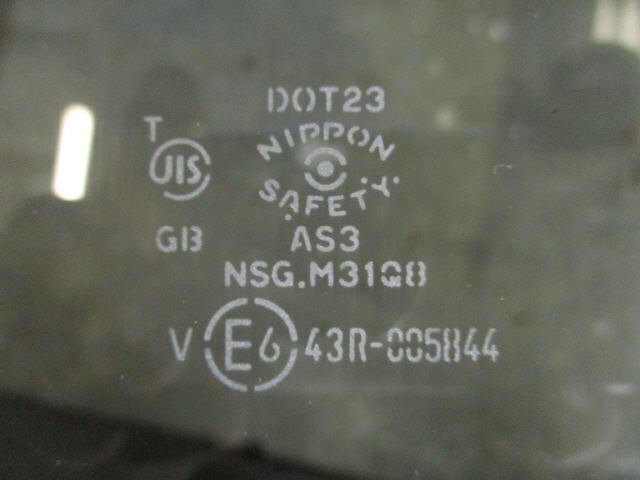 DOT23
NIPPON
SAFETY
T
JIS
GB
AS3
NSG.M31Q8
V E6 43R-005844